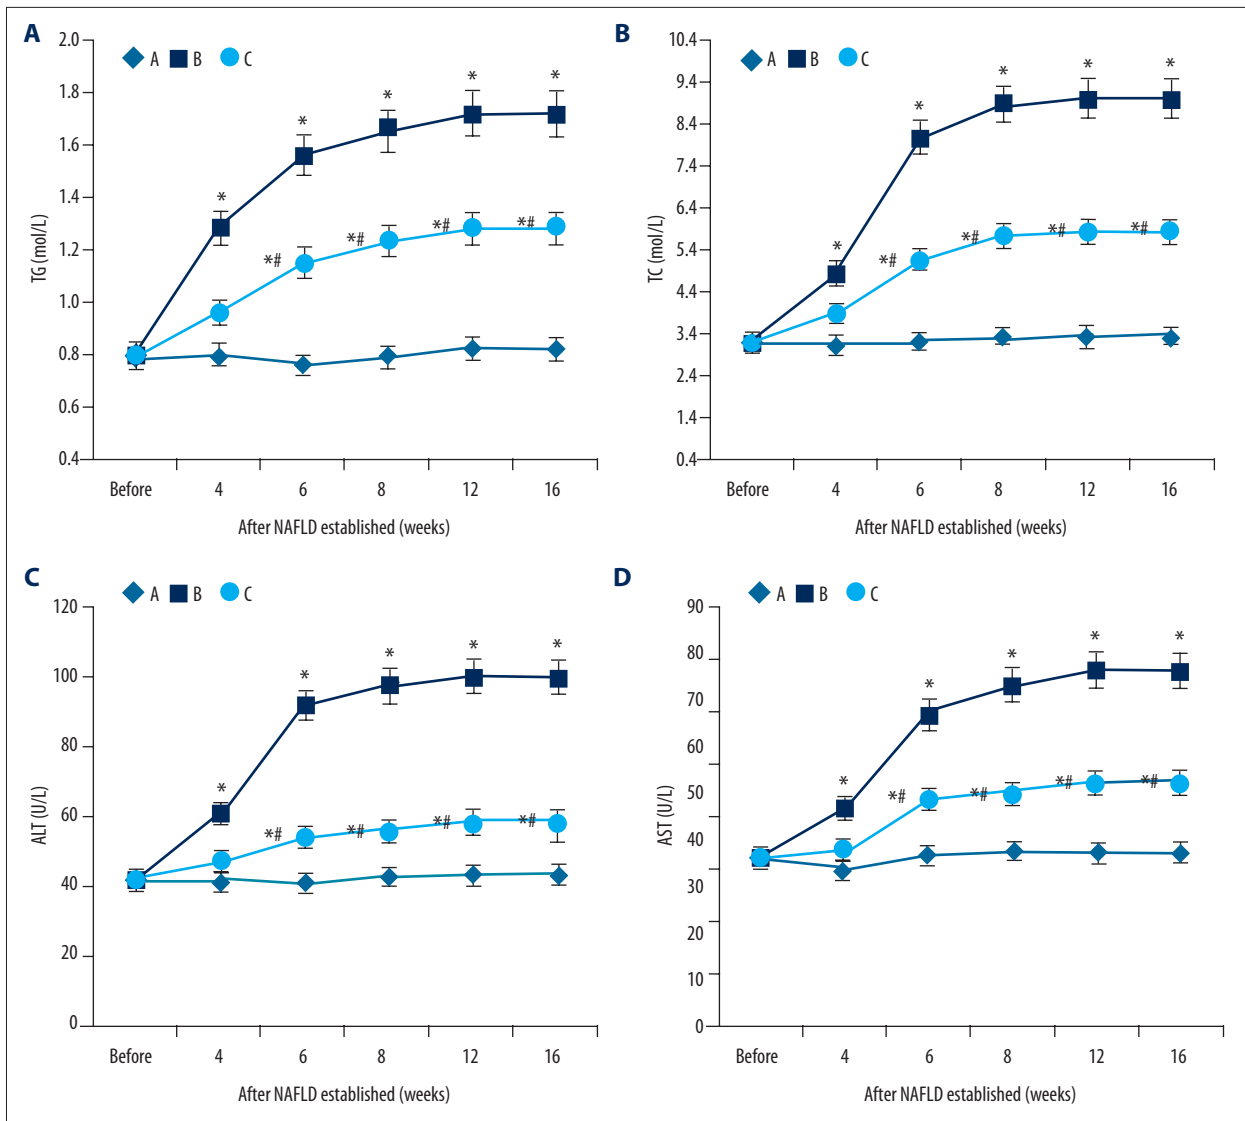 A
A B C
2.0
1.8
1.6
1.4
1.2
1.0
0.8
0.6
0.4
TG (mol/L)
* * * * *
*# *# *# *#
Before 4 6 8 12 16
After NAFLD established (weeks)
B
A B C
10.4
9.4
8.4
7.4
6.4
5.4
4.4
3.4
2.4
1.4
0.4
TC (mol/L)
* * * * *
*# *# *# *#
Before 4 6 8 12 16
After NAFLD established (weeks)
C
A B C
120
100
80
60
40
20
0
ALT (U/L)
* * * * *
*# *# *# *#
Before 4 6 8 12 16
After NAFLD established (weeks)
D
A B C
90
80
70
60
50
40
30
20
10
0
AST (U/L)
* * * * *
*# *# *# *#
Before 4 6 8 12 16
After NAFLD established (weeks)